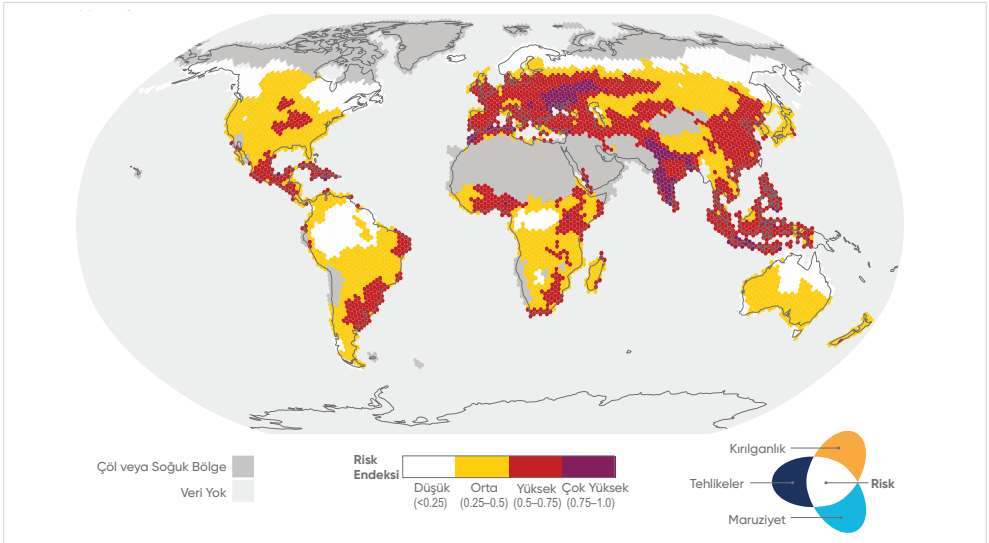 Çöl veya Soğuk Bölge
Veri Yok
Risk
Endeksi
Düşük
(<0.25)
Orta
(0.25–0.5)
Yüksek
(0.5–0.75)
Çok Yüksek
(0.75–1.0)
Kırılganlık
Tehlikeler
Risk
Maruziyet